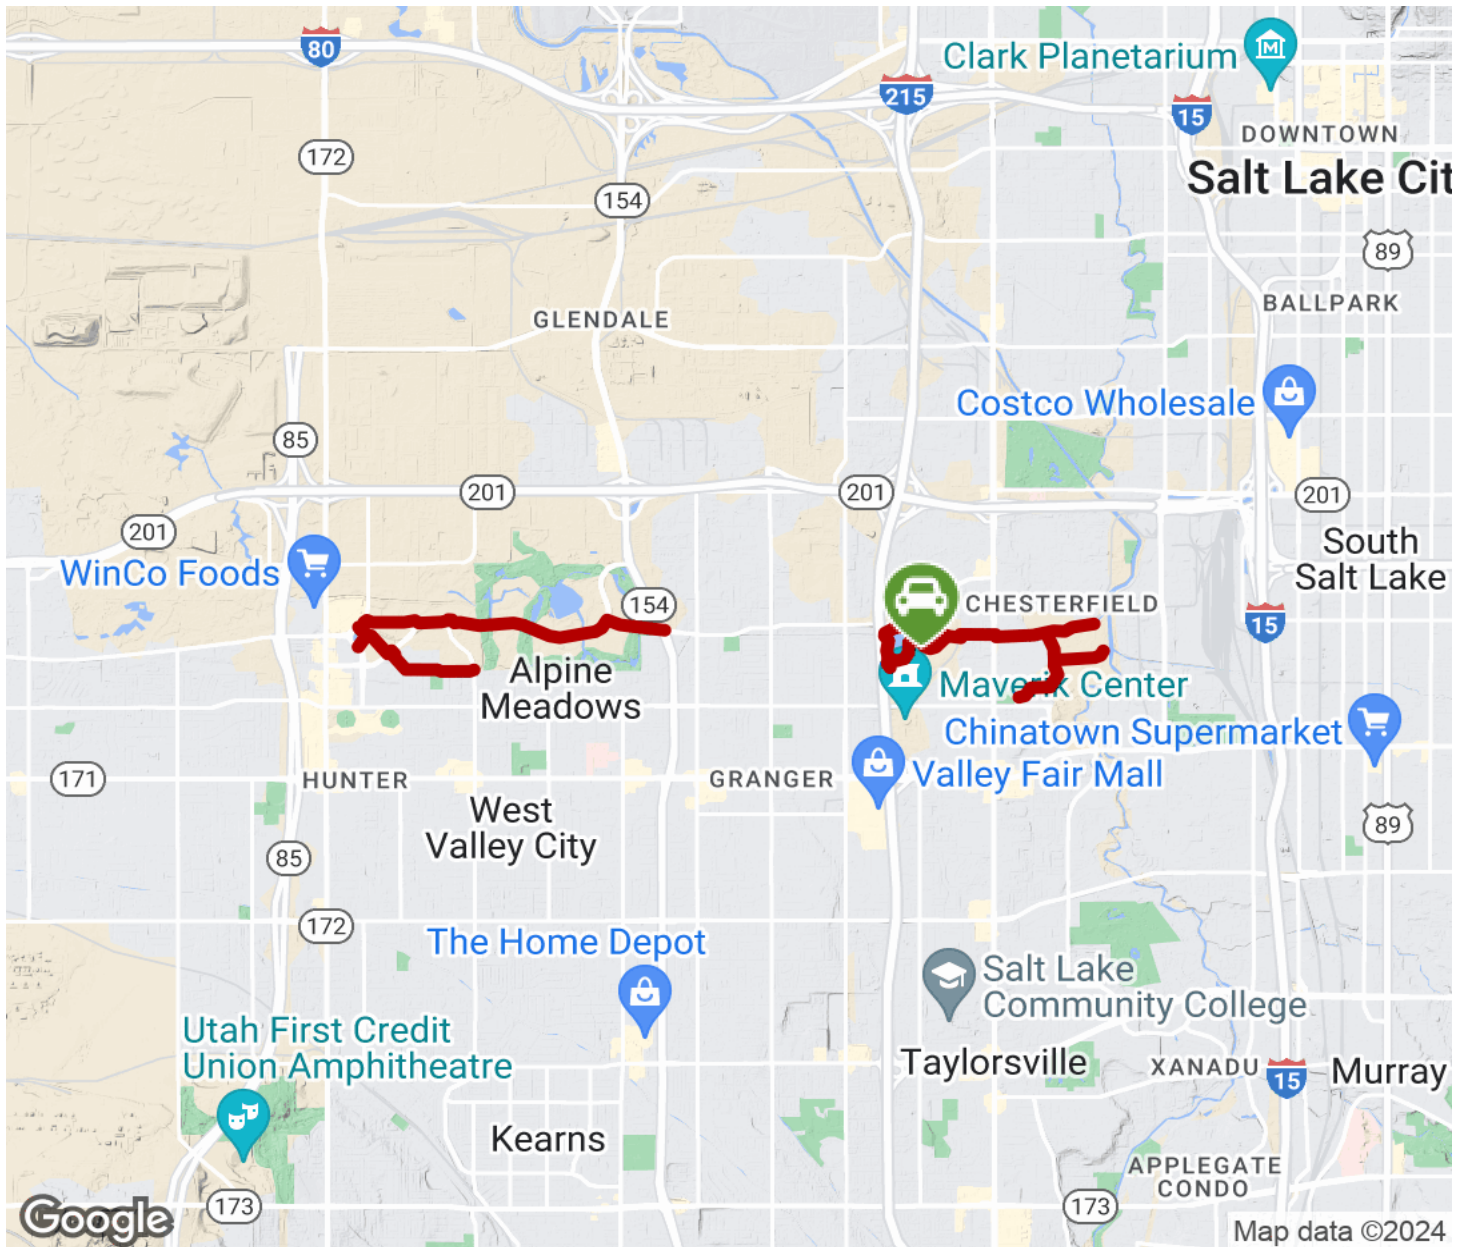 80
Clark Planetarium
215
15
DOWNTOWN
172
Salt Lake Cit
154
89
BALLPARK
GLENDALE
Costco Wholesale
85
201
201
201
201
South
Salt Lake
WinCo Foods
154
CHESTERFIELD
15
Alpine
Meadows
Maverik Center
Chinatown Supermarket
171
HUNTER
GRANGER
Valley Fair Mall
West
Valley City
89
85
172
The Home Depot
Salt Lake
Community College
Utah First Credit
Union Amphitheatre
Taylorsville
XANADU
15
Murray
Kearns
APPLEGATE
CONDO
173
173
Google
Map data ©2024